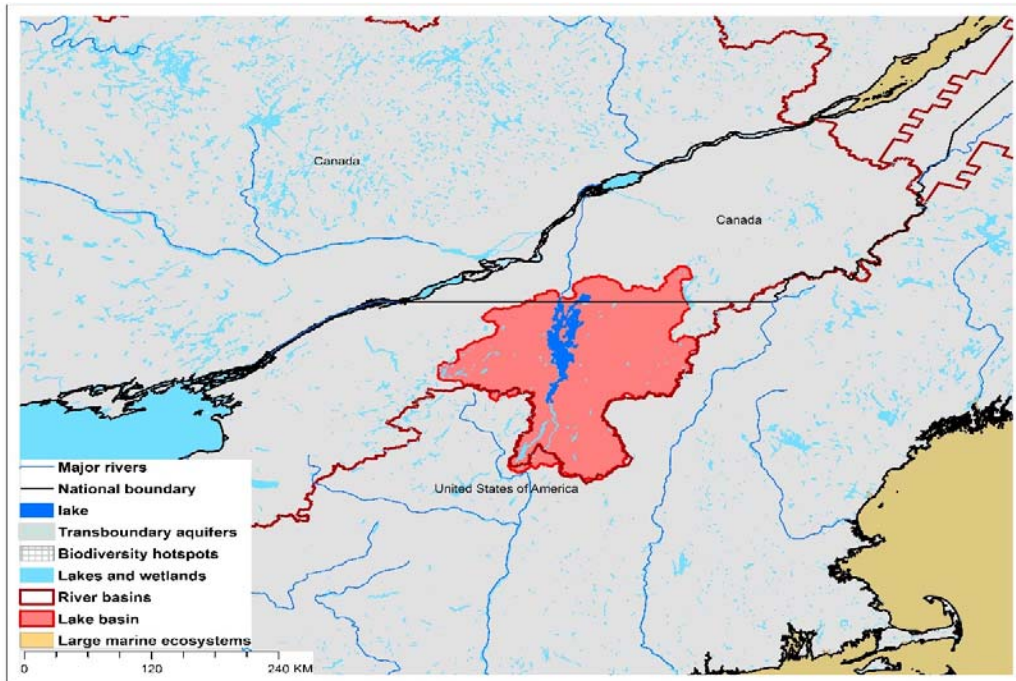 Canada
Canada
United States of America
Major rivers
National boundary
lake
Transboundary aquifers
Biodiversity hotspots
Lakes and wetlands
River basins
Lake basin
Large marine ecosystems
0 120 240 KM